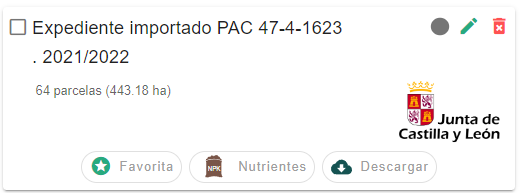 Expediente importado PAC 47-4-1623
. 2021/2022
64 parcelas (443.18 ha)
Junta de
Castilla y León
Favorita
NPK
Nutrientes
Descargar